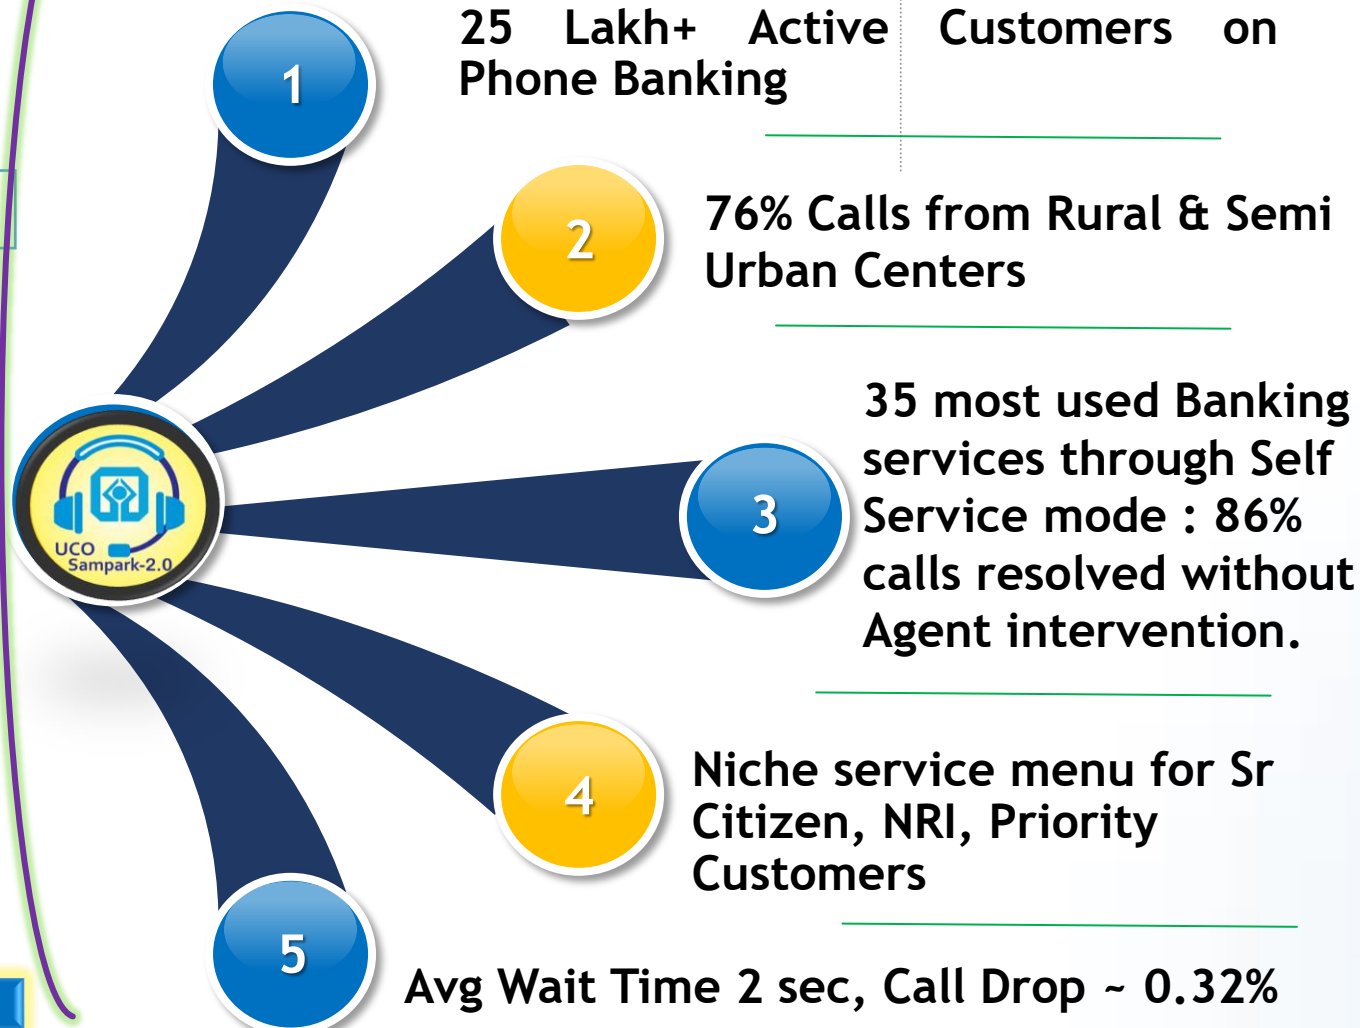 1
25 Lakh+ Active Customers on
Phone Banking
2
76% Calls from Rural & Semi
Urban Centers
3
35 most used Banking
services through Self
Service mode : 86%
calls resolved without
Agent intervention.
UCO
Sampark-2.0
4
Niche service menu for Sr
Citizen, NRI, Priority
Customers
5
Avg Wait Time 2 sec, Call Drop ~ 0.32%